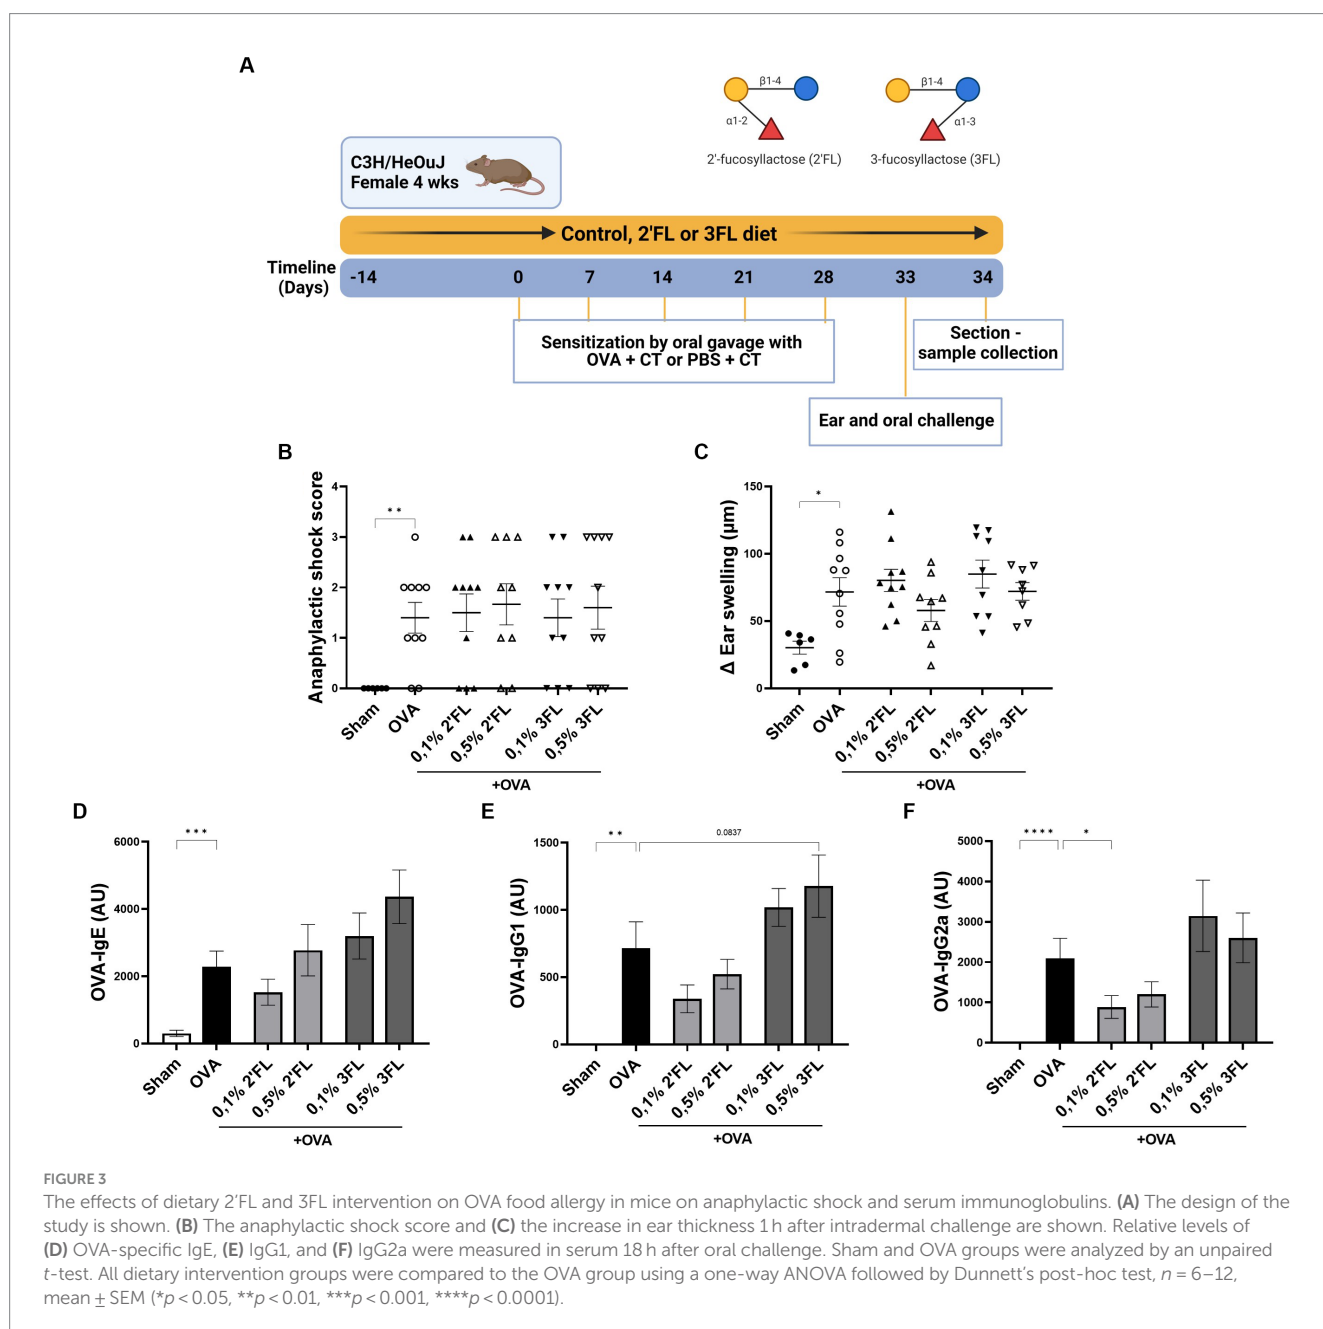 A
β1-4
α1-2
2'-fucosyllactose (2'FL)
β1-4
α1-3
3-fucosyllactose (3FL)
C3H/HeOuJ
Female 4 wks
Control, 2'FL or 3FL diet
Timeline
(Days)
-14 0 7 14 21 28 33 34
Sensitization by oral gavage with
OVA + CT or PBS + CT
Section -
sample collection
Ear and oral challenge
B
Anaphylactic shock score
4
3
2
1
0
**
Sham
OVA
0,1% 2'FL
0,5% 2'FL
0,1% 3FL
0,5% 3FL
+OVA
C
Δ Ear swelling (µm)
150
100
50
0
*
Sham
OVA
0,1% 2'FL
0,5% 2'FL
0,1% 3FL
0,5% 3FL
+OVA
D
OVA-IgE (AU)
6000
4000
2000
0
***
Sham
OVA
0,1% 2'FL
0,5% 2'FL
0,1% 3FL
0,5% 3FL
+OVA
E
OVA-IgG1 (AU)
1500
1000
500
0
**
0.0837
Sham
OVA
0,1% 2'FL
0,5% 2'FL
0,1% 3FL
0,5% 3FL
+OVA
F
OVA-IgG2a (AU)
5000
4000
3000
2000
1000
0
****
*
Sham
OVA
0,1% 2'FL
0,5% 2'FL
0,1% 3FL
0,5% 3FL
+OVA
FIGURE 3
The effects of dietary 2'FL and 3FL intervention on OVA food allergy in mice on anaphylactic shock and serum immunoglobulins. (A) The design of the
study is shown. (B) The anaphylactic shock score and (C) the increase in ear thickness 1 h after intradermal challenge are shown. Relative levels of
(D) OVA-specific IgE, (E) IgG1, and (F) IgG2a were measured in serum 18 h after oral challenge. Sham and OVA groups were analyzed by an unpaired
t-test. All dietary intervention groups were compared to the OVA group using a one-way ANOVA followed by Dunnett's post-hoc test, n = 6–12,
mean ± SEM (*p < 0.05, **p < 0.01, ***p < 0.001, ****p < 0.0001).